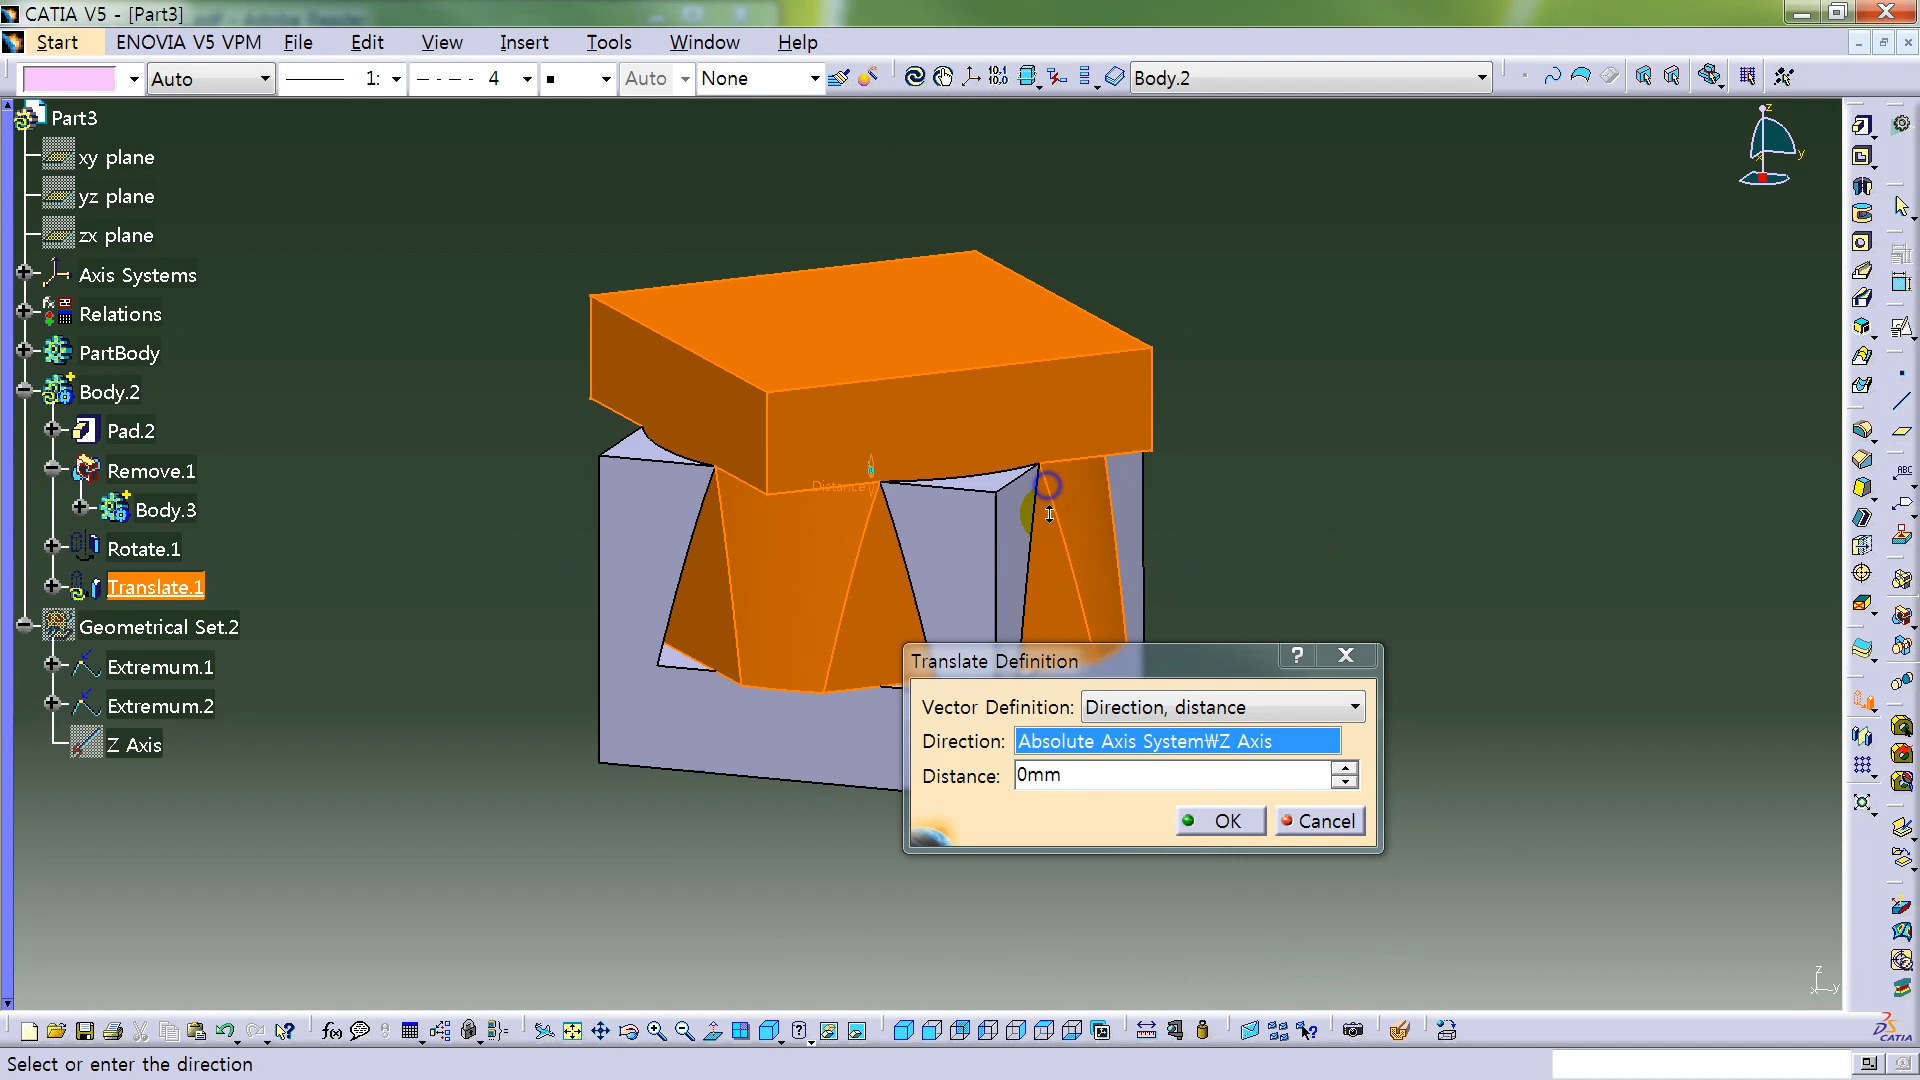 CATIA V5 - [Part3]
Start ENOVIA V5 VPM File Edit View Insert Tools Window Help
Auto 1: 4 Auto None Body.2
Part3
xy plane
yz plane
zx plane
Axis Systems
Relations
PartBody
Body.2
Pad.2
Remove.1
Body.3
Rotate.1
Translate.1
Geometrical Set.2
Extremum.1
Extremum.2
Z Axis
z
y
x
Distance
Translate Definition
Vector Definition: Direction, distance
Direction: Absolute Axis System₩Z Axis
Distance: 0mm
OK Cancel
z
x y
Select or enter the direction
CATIA